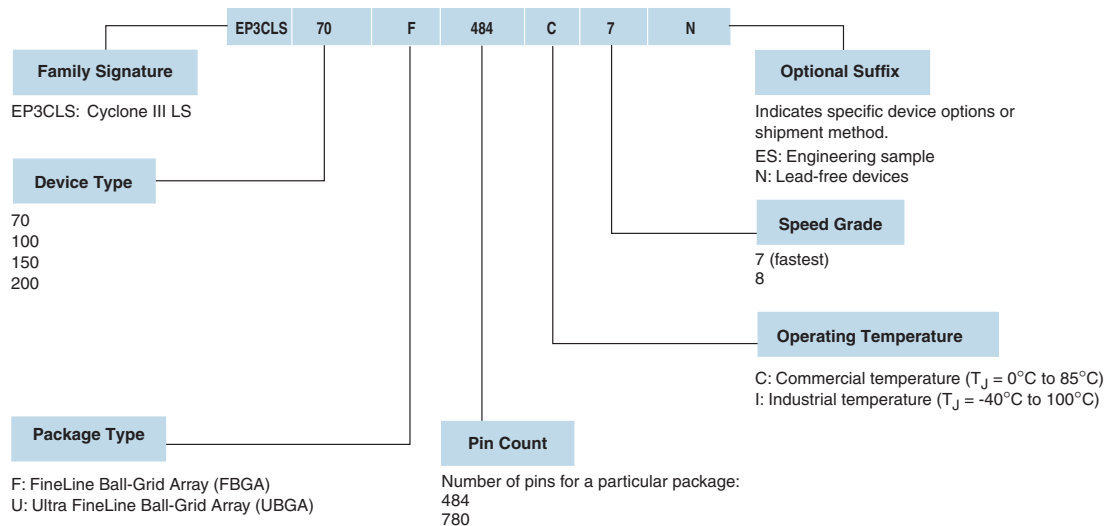 EP3CLS 70 F 484 C 7 N
Family Signature
EP3CLS: Cyclone III LS
Device Type
70
100
150
200
Package Type
F: FineLine Ball-Grid Array (FBGA)
U: Ultra FineLine Ball-Grid Array (UBGA)
Pin Count
Number of pins for a particular package:
484
780
Optional Suffix
Indicates specific device options or
shipment method.
ES: Engineering sample
N: Lead-free devices
Speed Grade
7 (fastest)
8
Operating Temperature
C: Commercial temperature (TJ = 0°C to 85°C)
I: Industrial temperature (TJ = -40°C to 100°C)